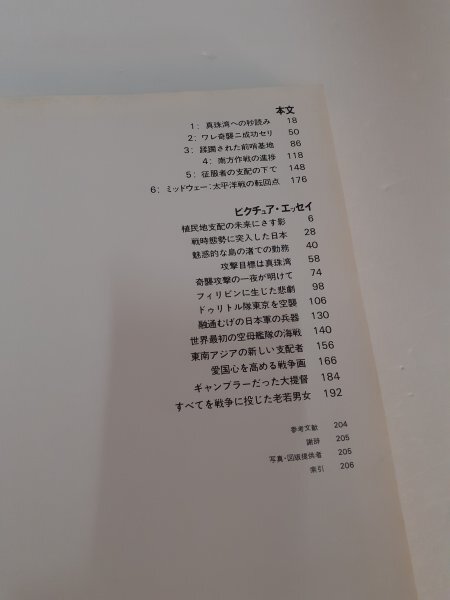 本文
1; 真珠湾への秒読み 18
2; ワレ奇襲ニ成功セリ 50
3; 蹂躙された前哨基地 86
4; 南方作戦の進捗 118
5; 征服者の支配の下で 148
6; ミッドウェー:太平洋戦の転回点 176
ピクチュア・エッセイ
植民地支配の未来にさす影 6
戦時態勢に突入した日本 28
魅惑的な島の渚での勤務 40
攻撃目標は真珠湾 58
奇襲攻撃の一夜が明けて 74
フィリピンに生じた悲劇 98
ドゥリトル隊東京を空襲 106
融通むげの日本軍の兵器 130
世界最初の空母艦隊の海戦 140
東南アジアの新しい支配者 156
愛国心を高める戦争画 166
ギャンブラーだった大提督 184
すべてを戦争に投じた老若男女 192
参考文献 204
謝辞 205
写真・図版提供者 205
索引 206